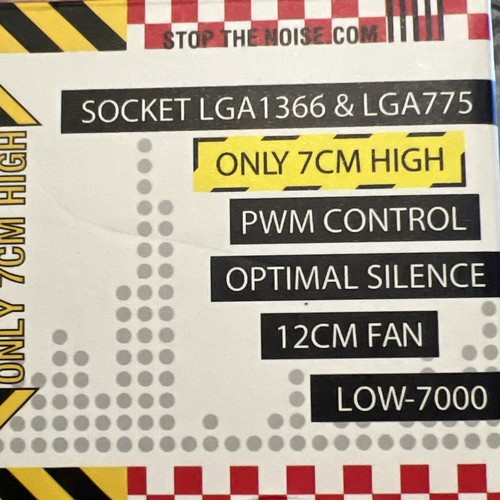 STOP THE NOISE.COM
SOCKET LGA1366 & LGA775
ONLY 7CM HIGH
PWM CONTROL
OPTIMAL SILENCE
12CM FAN
LOW-7000
ONLY 7CM HIGH